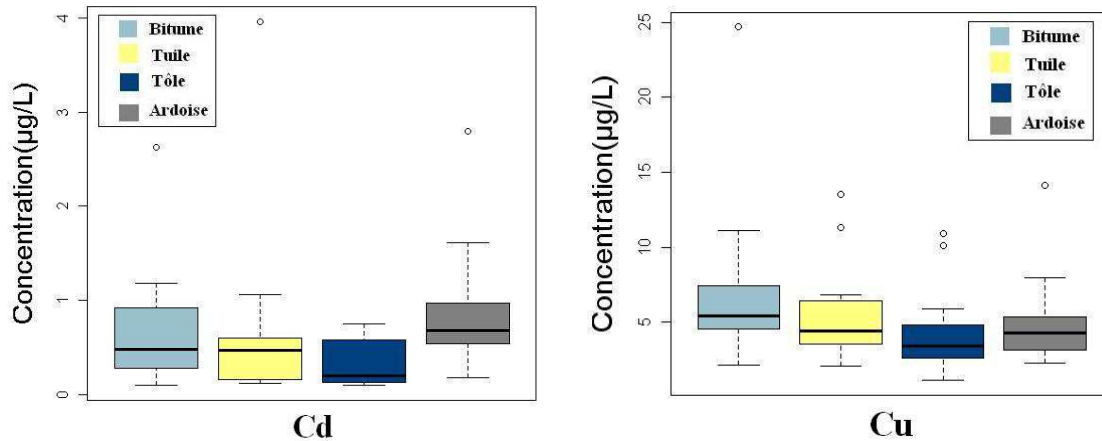 Concentration(µg/L)
4
3
2
1
0
Bitume
Tuile
Tôle
Ardoise
Cd
Concentration(µg/L)
25
20
15
10
5
Bitume
Tuile
Tôle
Ardoise
Cu